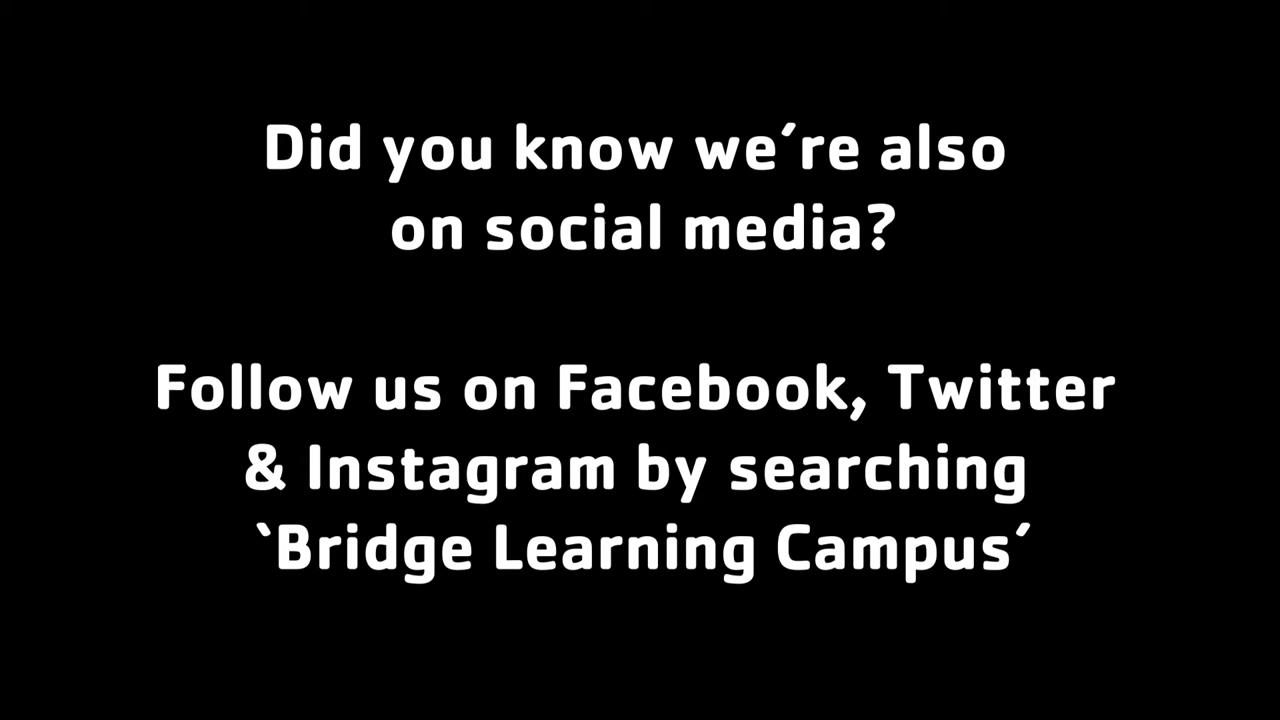 Did you know we´re also
on social media?
Follow us on Facebook, Twitter
& Instagram by searching
`Bridge Learning Campus´